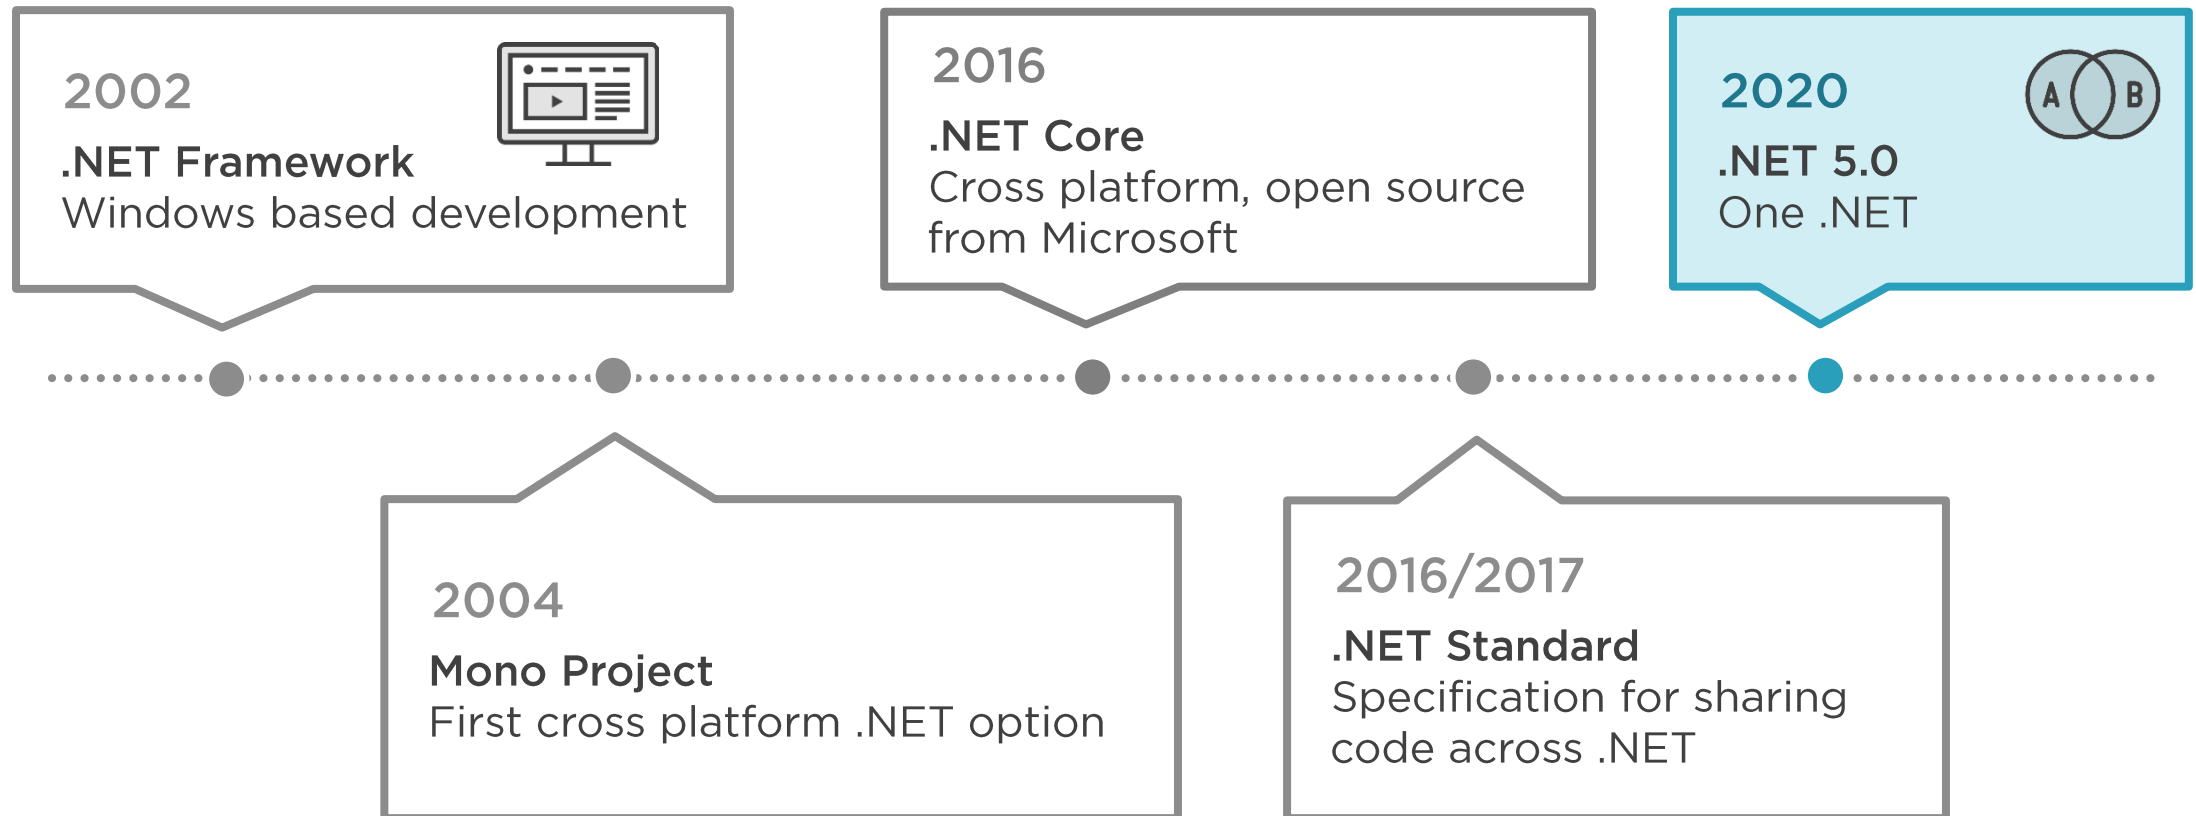 2002
.NET Framework
Windows based development
2004
Mono Project
First cross platform .NET option
2016
.NET Core
Cross platform, open source
from Microsoft
2016/2017
.NET Standard
Specification for sharing
code across .NET
2020
.NET 5.0
One .NET
A B